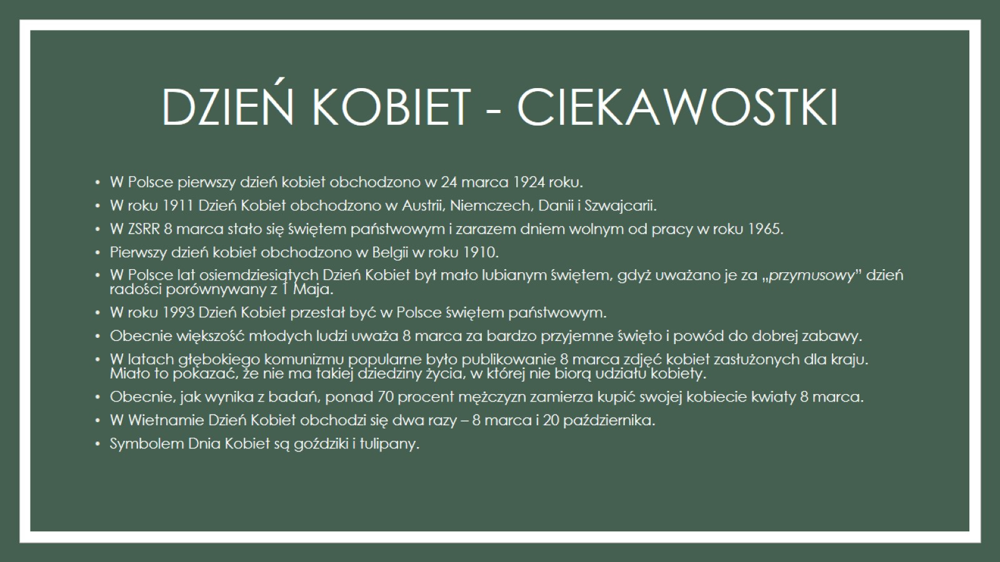 DZIEŃ KOBIET - CIEKAWOSTKI
• W Polsce pierwszy dzień kobiet obchodzono w 24 marca 1924 roku.
• W roku 1911 Dzień Kobiet obchodzono w Austrii, Niemczech, Danii i Szwajcarii.
• W ZSRR 8 marca stało się świętem państwowym i zarazem dniem wolnym od pracy w roku 1965.
• Pierwszy dzień kobiet obchodzono w Belgii w roku 1910.
• W Polsce lat osiemdziesiątych Dzień Kobiet był mało lubianym świętem, gdyż uważano je za „przymusowy” dzień
radości porównywany z 1 Maja.
• W roku 1993 Dzień Kobiet przestał być w Polsce świętem państwowym.
• Obecnie większość młodych ludzi uważa 8 marca za bardzo przyjemne święto i powód do dobrej zabawy.
• W latach głębokiego komunizmu popularne było publikowanie 8 marca zdjęć kobiet zasłużonych dla kraju.
Miało to pokazać, że nie ma takiej dziedziny życia, w której nie biorą udziału kobiety.
• Obecnie, jak wynika z badań, ponad 70 procent mężczyzn zamierza kupić swojej kobiecie kwiaty 8 marca.
• W Wietnamie Dzień Kobiet obchodzi się dwa razy – 8 marca i 20 października.
• Symbolem Dnia Kobiet są goździki i tulipany.